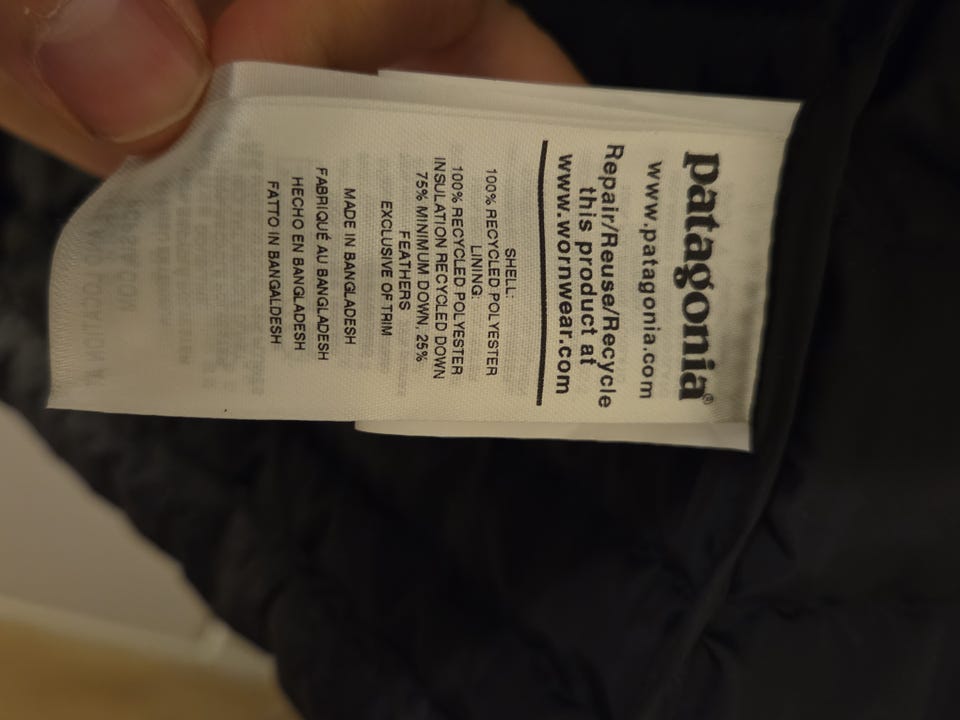 patagonia®
www.patagonia.com
Repair/Reuse/Recycle
this product at
www.wornwear.com
SHELL:
100% RECYCLED POLYESTER
LINING:
100% RECYCLED POLYESTER
INSULATION RECYCLED DOWN
75% MINIMUM DOWN, 25%
FEATHERS
EXCLUSIVE OF TRIM
MADE IN BANGLADESH
FABRIQUÉ AU BANGLADESH
HECHO EN BANGLADESH
FATTO IN BANGALDESH